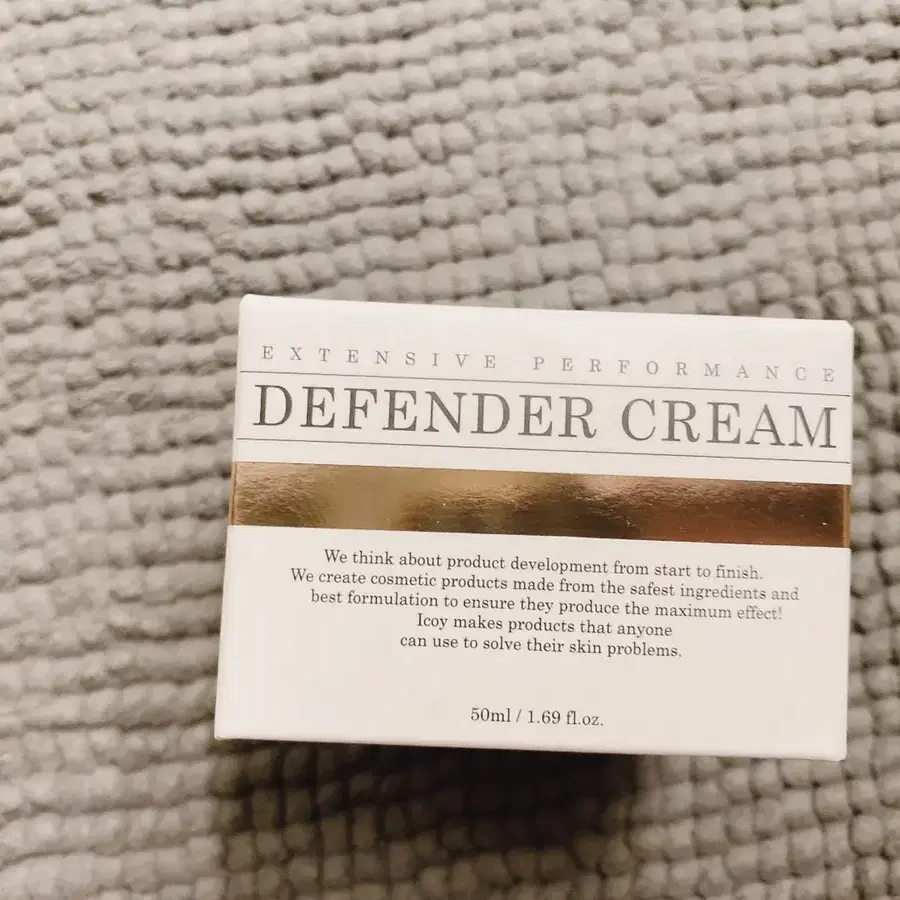 EXTENSIVE PERFORMANCE
DEFENDER CREAM
We think about product development from start to finish.
We create cosmetic products made from the safest ingredients and
best formulation to ensure they produce the maximum effect!
Icoy makes products that anyone
can use to solve their skin problems.
50ml / 1.69 fl.oz.